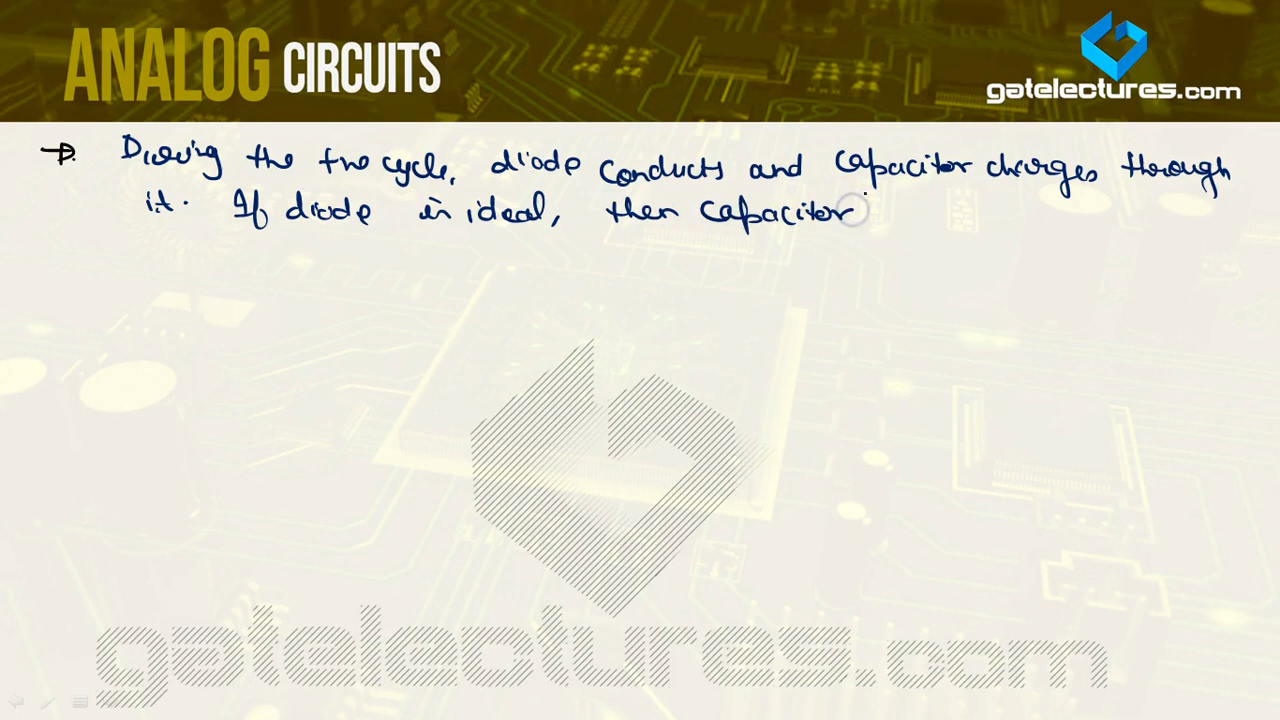 ANALOG CIRCUITS
gatelectures.com
→ During the +ve cycle, diode conducts and capacitor charges through
it. If diode is ideal, then capacitor
gatelectures.com